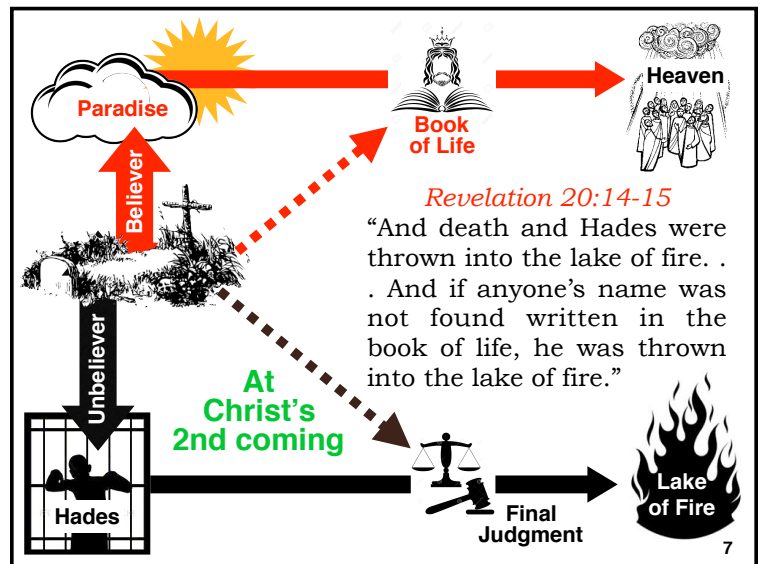 Paradise
Believer
Book
of Life
Heaven
Revelation 20:14-15
“And death and Hades were
thrown into the lake of fire. .
. And if anyone’s name was
not found written in the
book of life, he was thrown
into the lake of fire.”
Unbeliever
At
Christ’s
2nd coming
Hades
Final
Judgment
Lake
of Fire
7